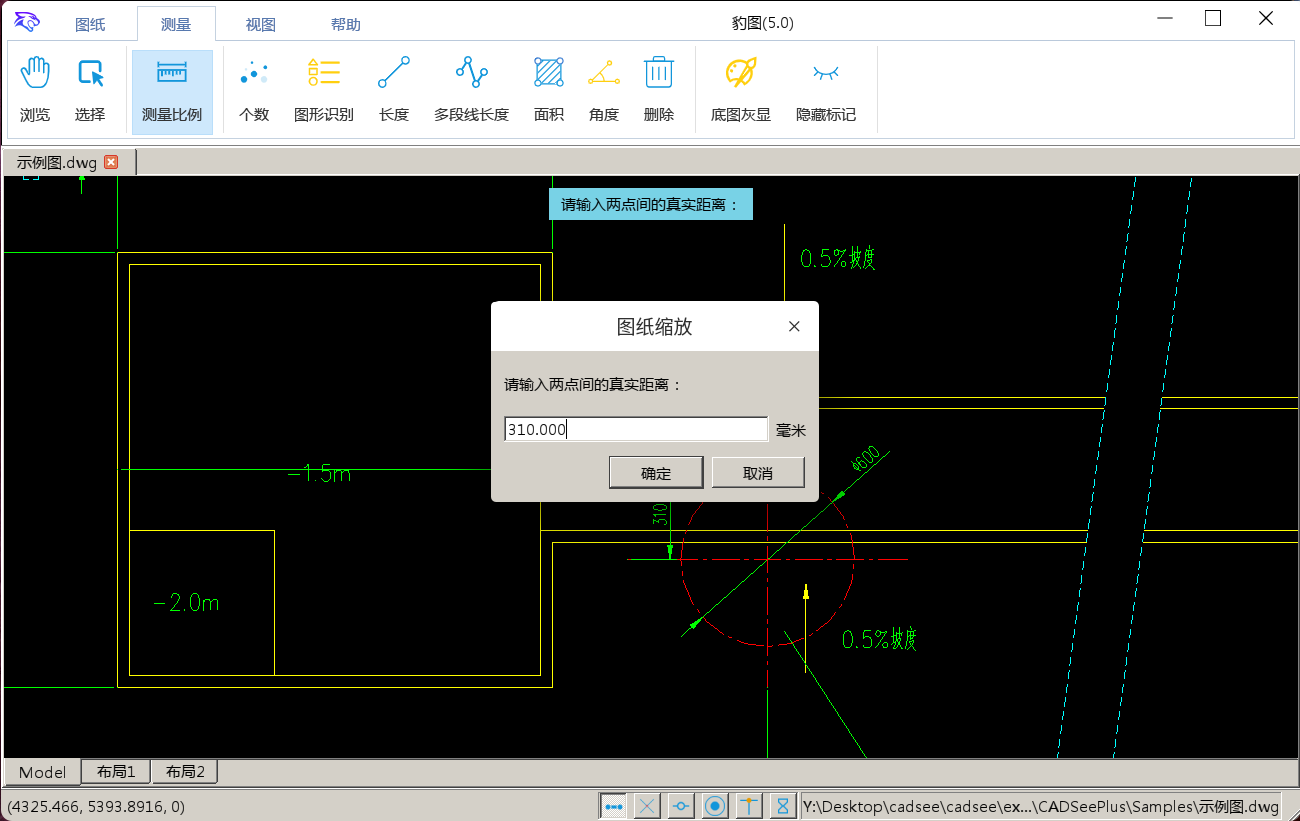 图纸 测量 视图 帮助 豹图(5.0)
浏览 选择 测量比例 个数 图形识别 长度 多段线长度 面积 角度 删除 底图灰显 隐藏标记
示例图.dwg
请输入两点间的真实距离：
0.5%坡度
图纸缩放
请输入两点间的真实距离：
310.000 毫米
确定 取消
-1.5m
ϕ600
310
-2.0m
0.5%坡度
Model 布局1 布局2
(4325.466, 5393.8916, 0) Y:\Desktop\cadsee\cadsee\ex...\CADSeePlus\Samples\示例图.dwg